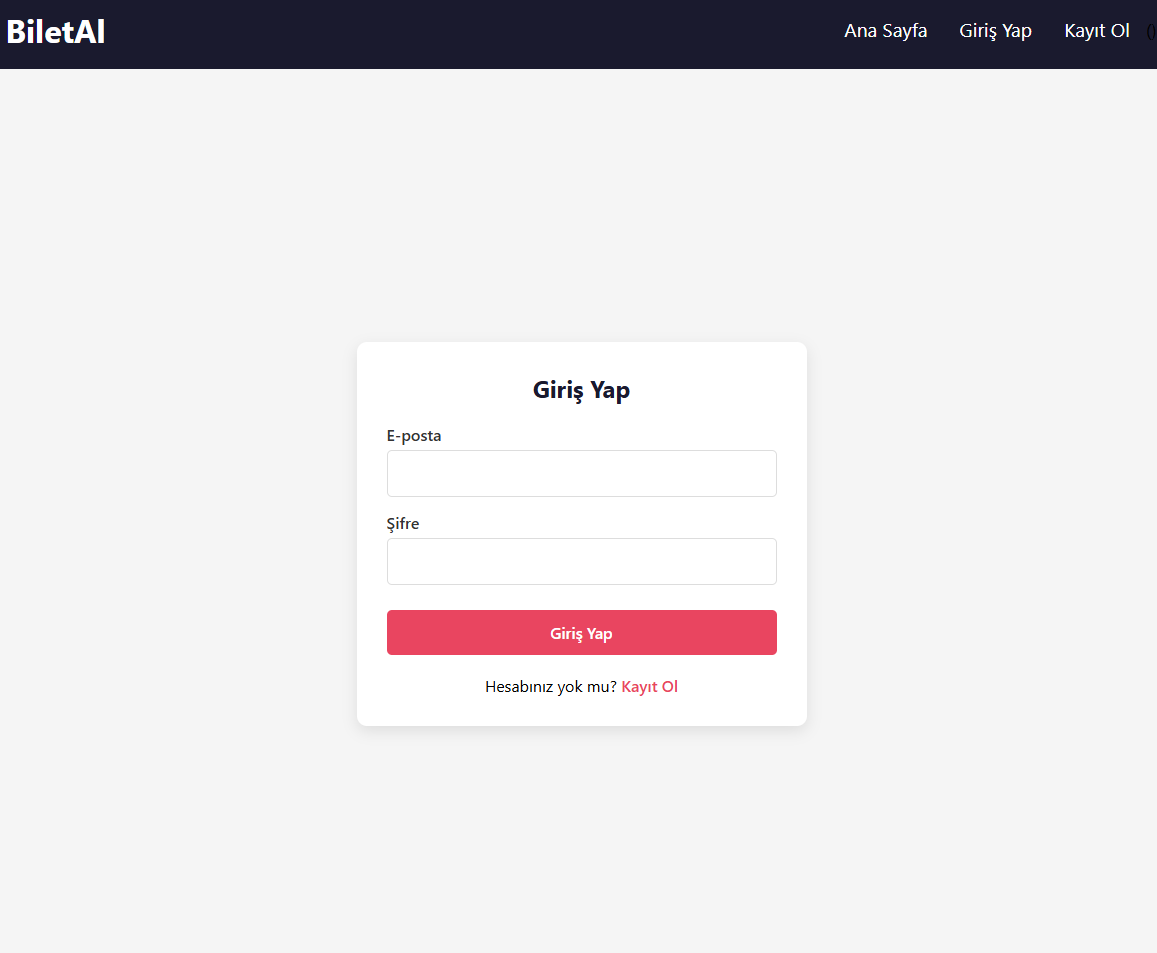 BiletAl
Ana Sayfa Giriş Yap Kayıt Ol ()
Giriş Yap
E-posta
Şifre
Giriş Yap
Hesabınız yok mu? Kayıt Ol